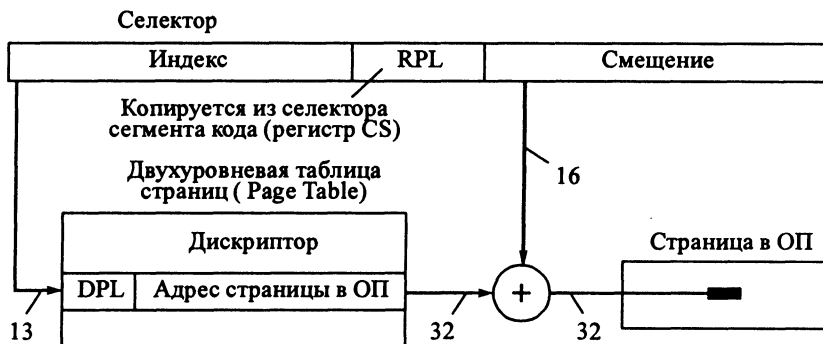 Селектор
Индекс
RPL
Смещение
Копируется из селектора
сегмента кода (регистр CS)
Двухуровневая таблица
страниц ( Page Table)
16
Дискриптор
Страница в ОП
DPL
Адрес страницы в ОП
+
13
32
32